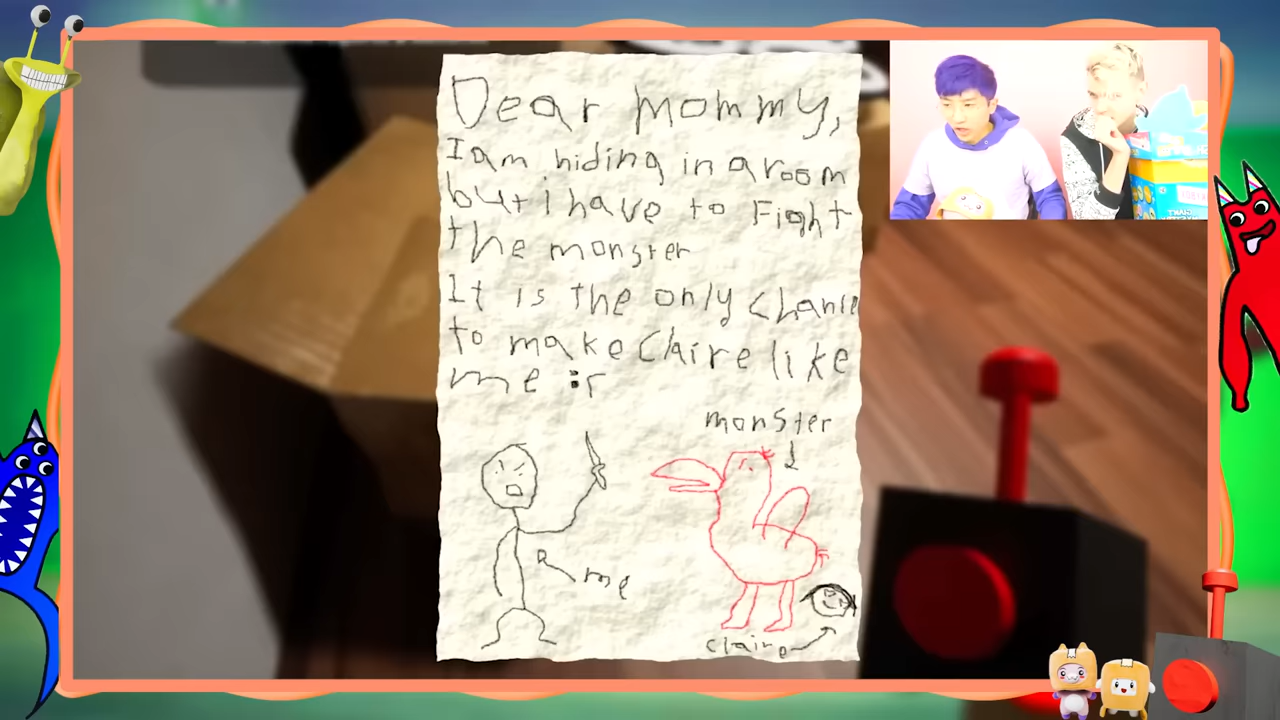 Dear mommy,
I am hiding in a room
but i have to Fight
the monster
It is the only chance
to make Claire like
me :r
monster
me
Claire